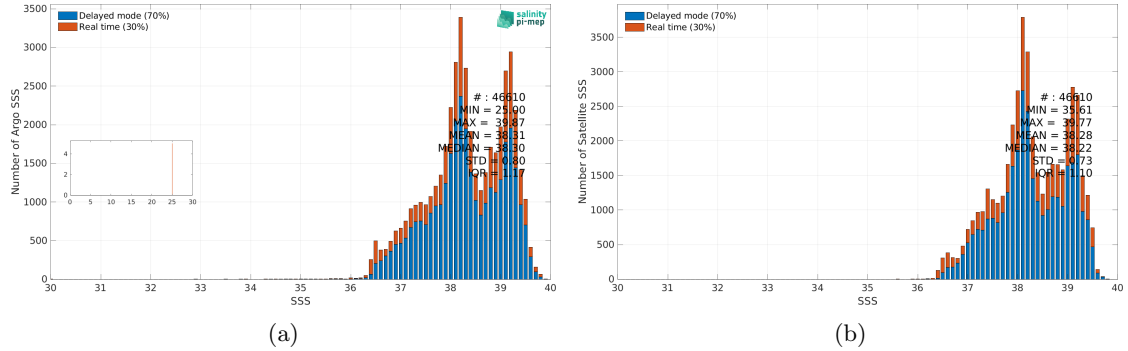 Delayed mode (70%)
Real time (30%)
salinity
pi-mep
3500
3000
2500
2000
1500
1000
500
0
Number of Argo SSS
# : 46610
MIN = 25.00
MAX = 39.87
MEAN = 38.31
MEDIAN = 38.30
STD = 0.80
IQR = 1.17
4
2
0
0 5 10 15 20 25 30
30 31 32 33 34 35 36 37 38 39 40
SSS
(a)
Delayed mode (70%)
Real time (30%)
3500
3000
2500
2000
1500
1000
500
0
Number of Satellite SSS
# : 46610
MIN = 35.61
MAX = 39.77
MEAN = 38.28
MEDIAN = 38.22
STD = 0.73
IQR = 1.10
30 31 32 33 34 35 36 37 38 39 40
SSS
(b)